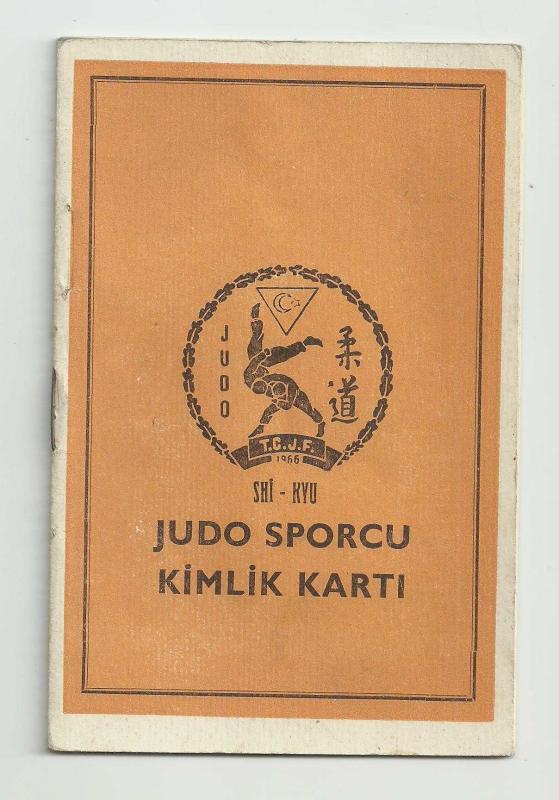 JUDO
柔道
T.C.J.F.
1966
SHİ - KYU
JUDO SPORCU
KİMLİK KARTI